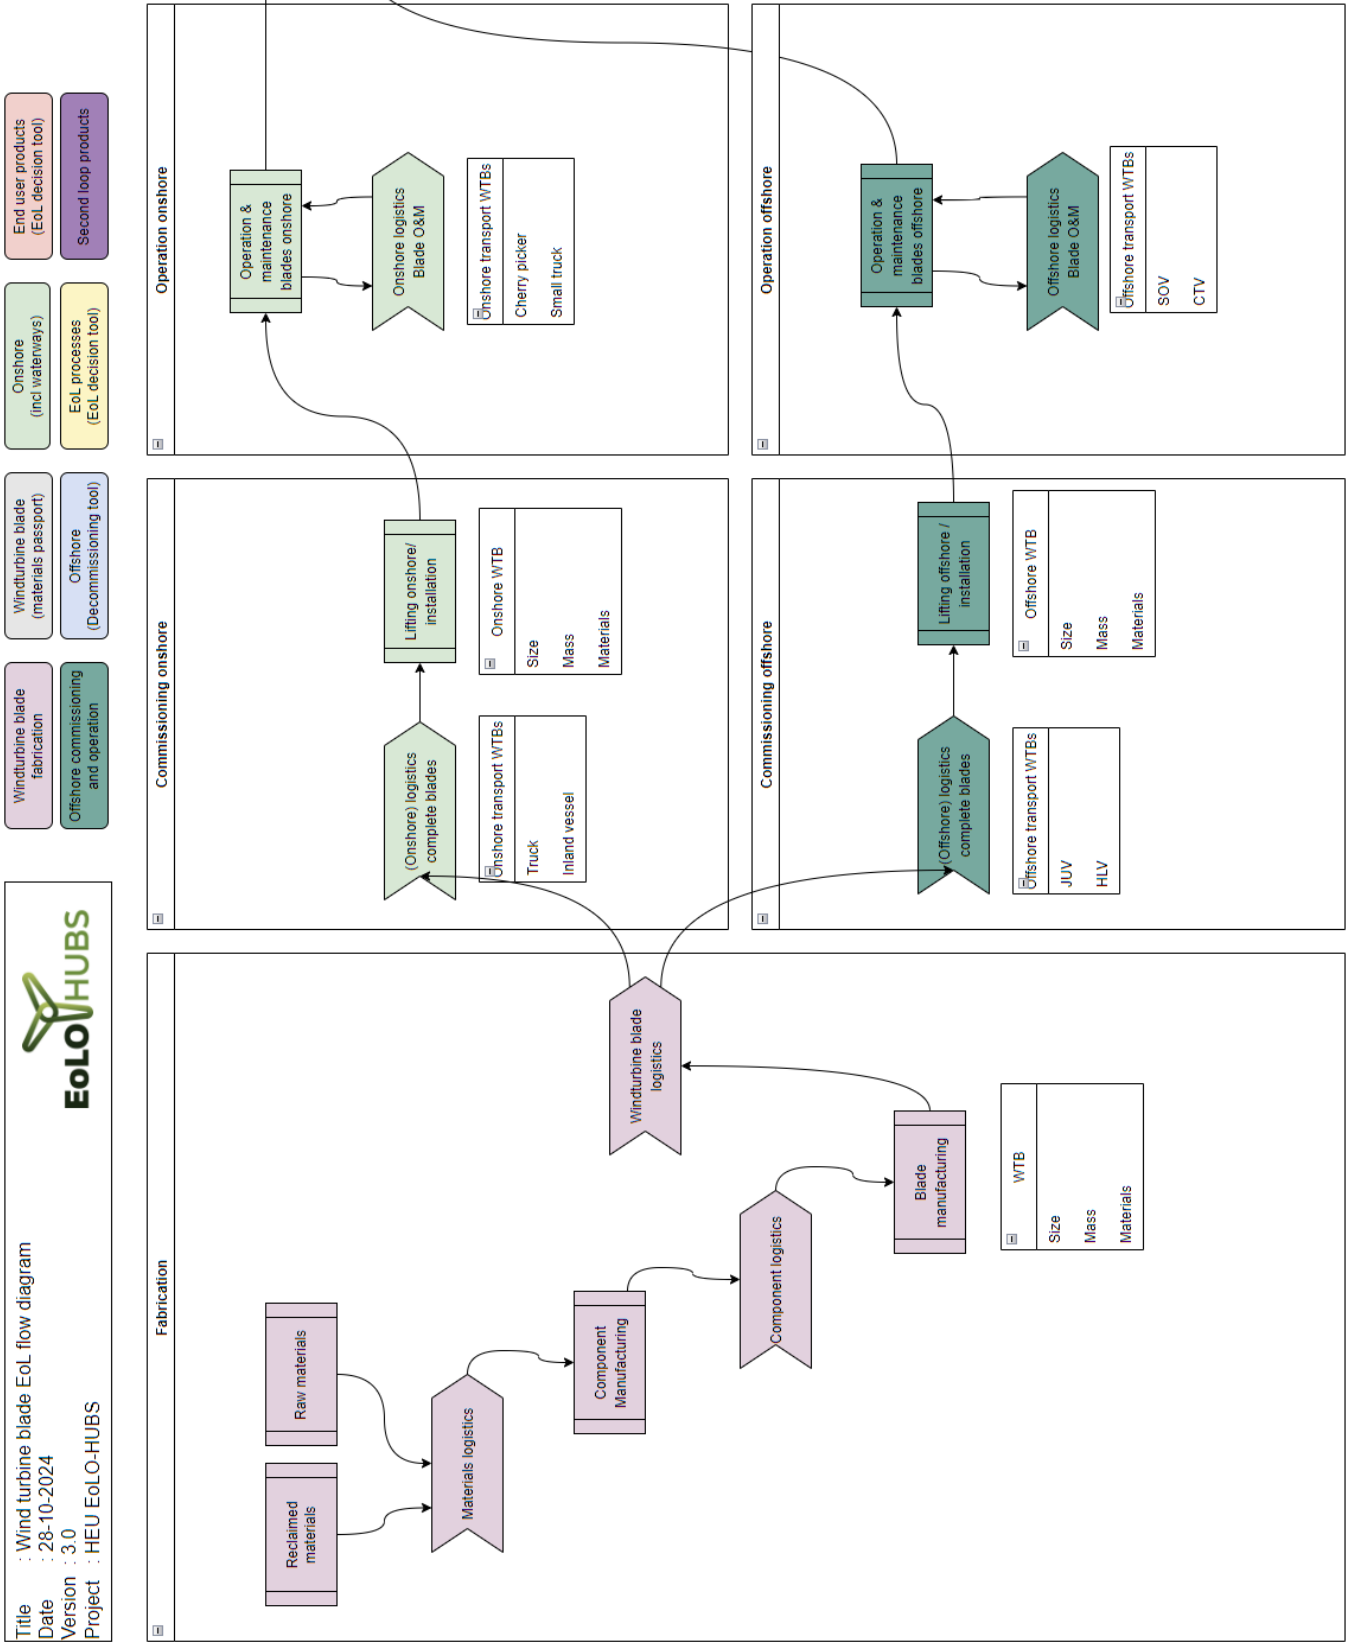 Title : Wind turbine blade EoL flow diagram
Date : 28-10-2024
Version : 3.0
Project : HEU EoLO-HUBS
EoLO HUBS
Windturbine blade
fabrication
Windturbine blade
(materials passport)
Onshore
(incl waterways)
End user products
(EoL decision tool)
Offshore commissioning
and operation
Offshore
(Decommissioning tool)
EoL processes
(EoL decision tool)
Second loop products
Fabrication
Reclaimed
materials
Raw materials
Materials logistics
Component
Manufacturing
Component logistics
Blade
manufacturing
Windturbine blade
logistics
WTB
Size
Mass
Materials
Commissioning onshore
(Onshore) logistics
complete blades
Lifting onshore/
installation
Onshore transport WTBs
Truck
Inland vessel
Onshore WTB
Size
Mass
Materials
Operation onshore
Operation &
maintenance
blades onshore
Onshore logistics
Blade O&M
Onshore transport WTBs
Cherry picker
Small truck
Commissioning offshore
(Offshore) logistics
complete blades
Lifting offshore /
installation
Offshore transport WTBs
JUV
HLV
Offshore WTB
Size
Mass
Materials
Operation offshore
Operation &
maintenance
blades offshore
Offshore logistics
Blade O&M
Offshore transport WTBs
SOV
CTV